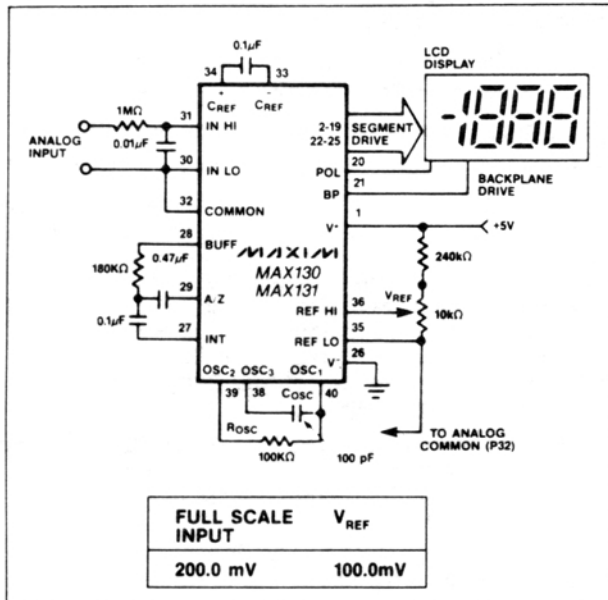 0.1µF
34 33
LCD
DISPLAY
+ -
CREF CREF
-1888
1MΩ
31
IN HI
ANALOG
INPUT
0.01µF
30
IN LO
32
COMMON
2-19
22-25
SEGMENT
DRIVE
20
POL
21
BP
BACKPLANE
DRIVE
1
V+
+5V
28
BUFF
0.47µF
180KΩ
29
A/Z
0.1µF
27
INT
MAXIM
MAX130
MAX131
240kΩ
36
REF HI
VREF
10kΩ
35
REF LO
26
V-
OSC2 OSC3 OSC1
39 38 40
COSC
ROSC
100KΩ
100 pF
TO ANALOG
COMMON (P32)
FULL SCALE VREF
INPUT
200.0 mV 100.0mV